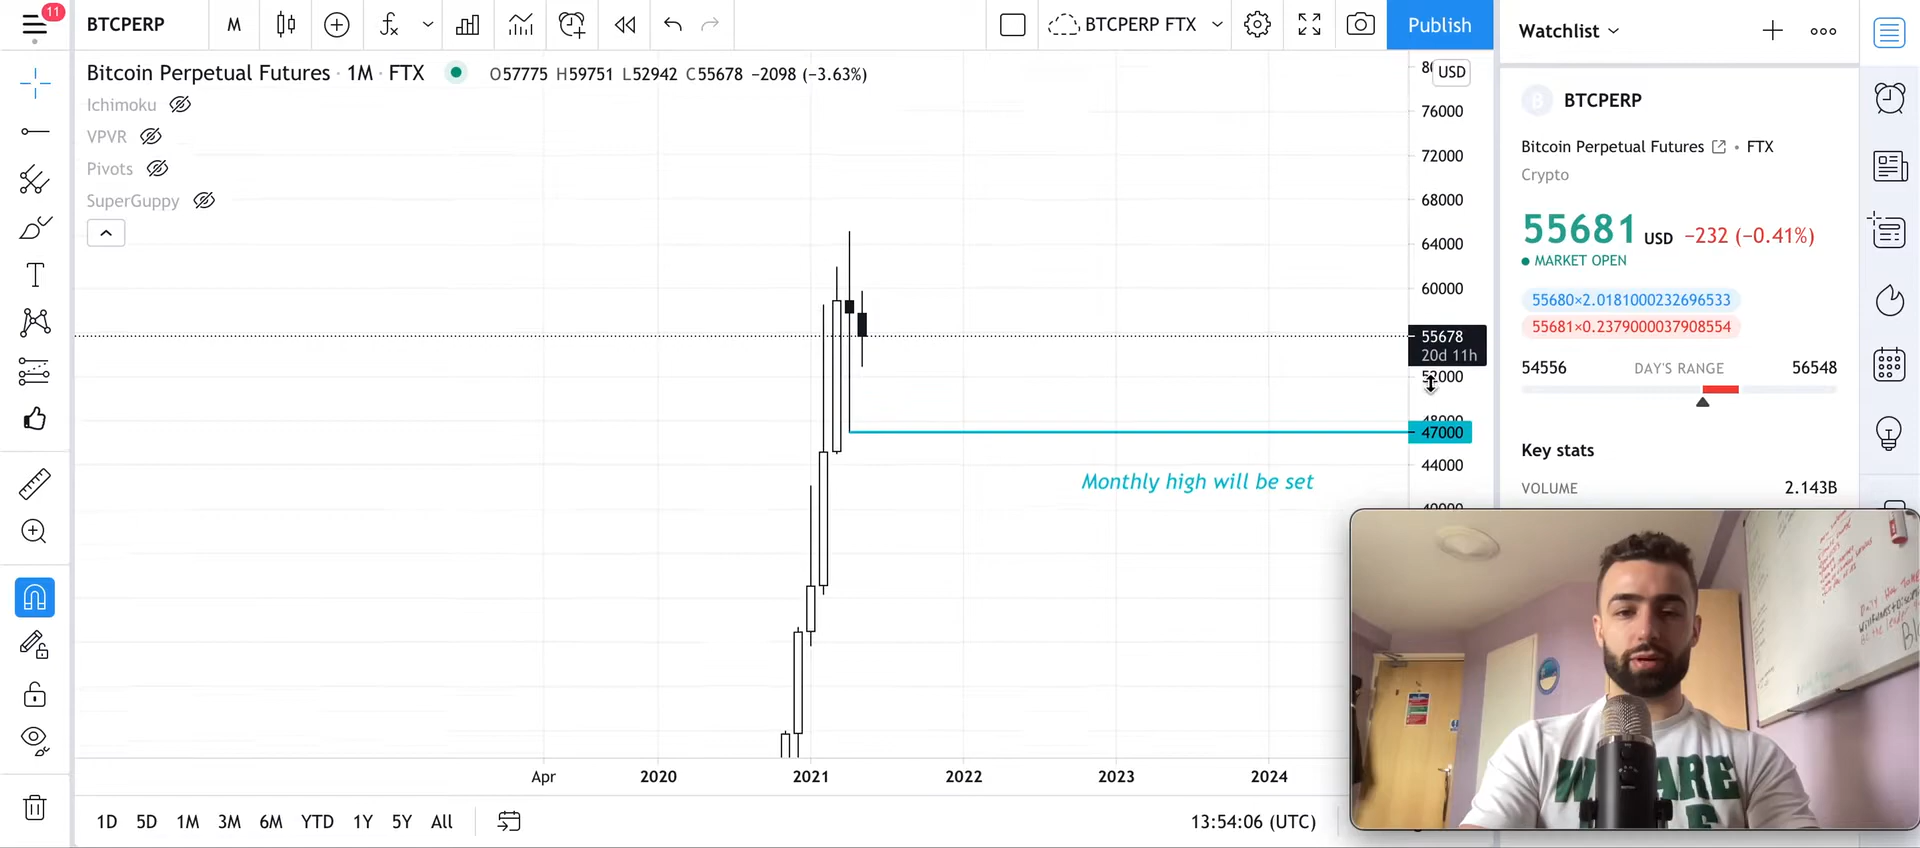 11
BTCPERP
M
BTCPERP FTX
Publish
Watchlist
Bitcoin Perpetual Futures · 1M · FTX
O57775 H59751 L52942 C55678 −2098 (−3.63%)
Ichimoku
VPVR
Pivots
SuperGuppy
USD
76000
72000
68000
64000
60000
55678
20d 11h
52000
48000
47000
44000
Monthly high will be set
Apr
2020
2021
2022
2023
2024
1D 5D 1M 3M 6M YTD 1Y 5Y All
13:54:06 (UTC)
BTCPERP
Bitcoin Perpetual Futures • FTX
Crypto
55681 USD −232 (−0.41%)
MARKET OPEN
55680×2.0181000232696533
55681×0.2379000037908554
54556 DAY'S RANGE 56548
Key stats
VOLUME 2.143B